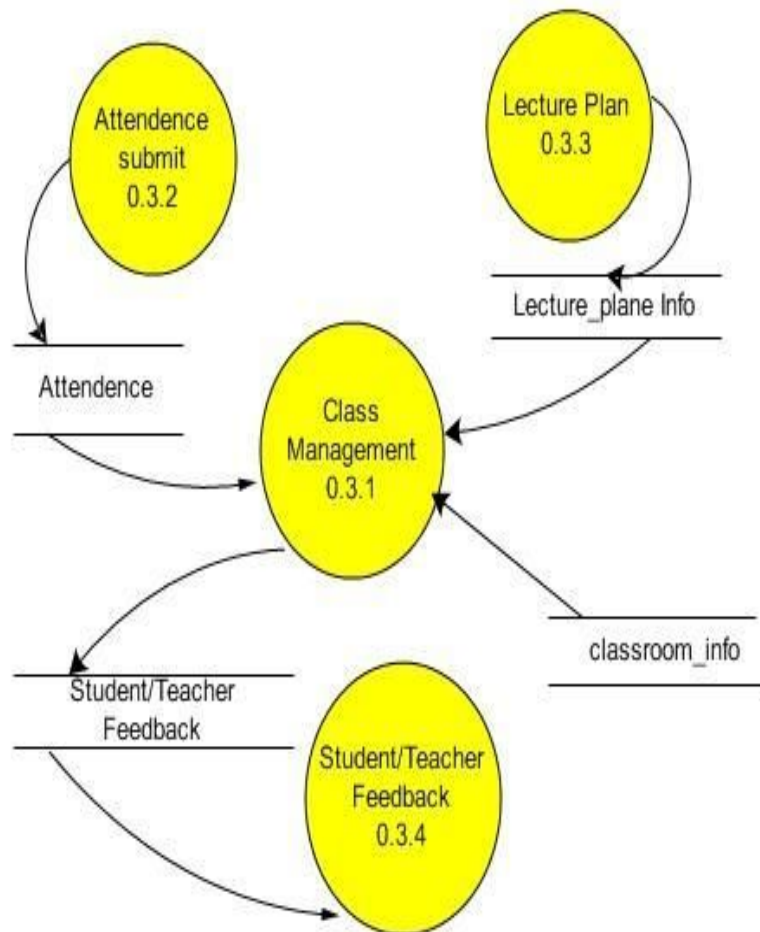 Attendence
submit
0.3.2
Lecture Plan
0.3.3
Lecture_plane Info
Attendence
Class
Management
0.3.1
classroom_info
Student/Teacher
Feedback
Student/Teacher
Feedback
0.3.4